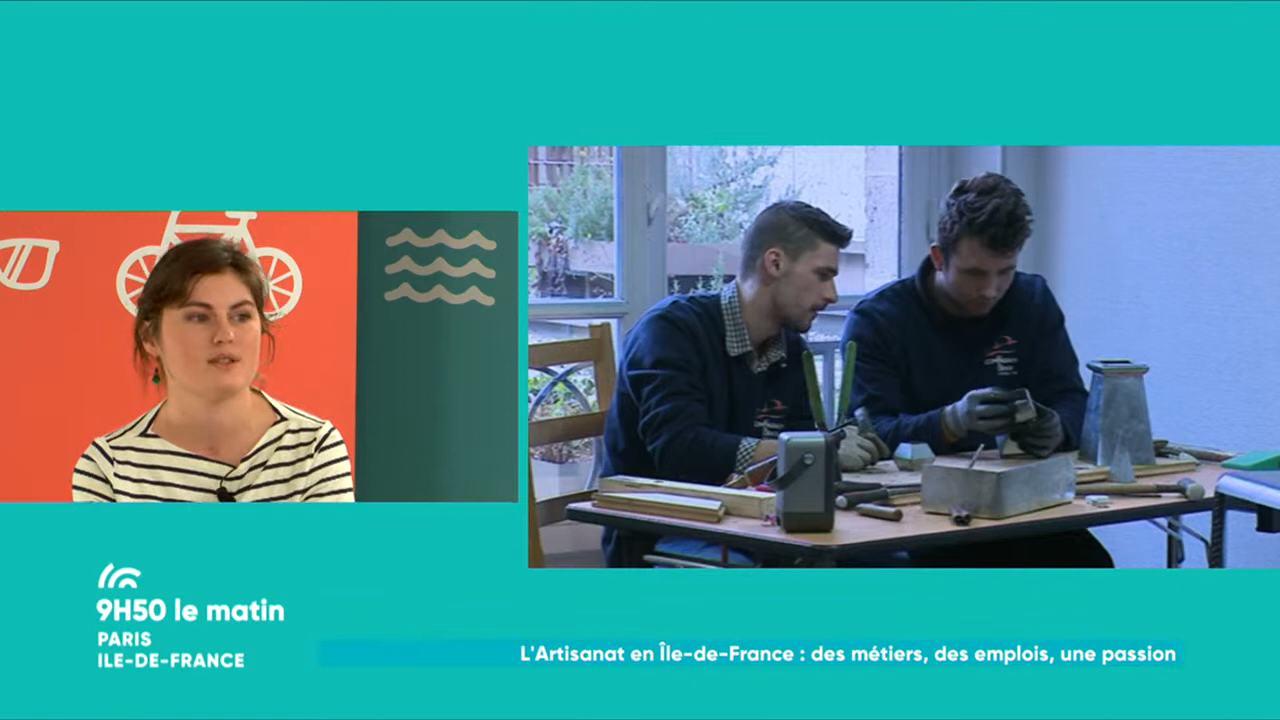 9H50 le matin
PARIS
ILE-DE-FRANCE
L'Artisanat en Île-de-France : des métiers, des emplois, une passion